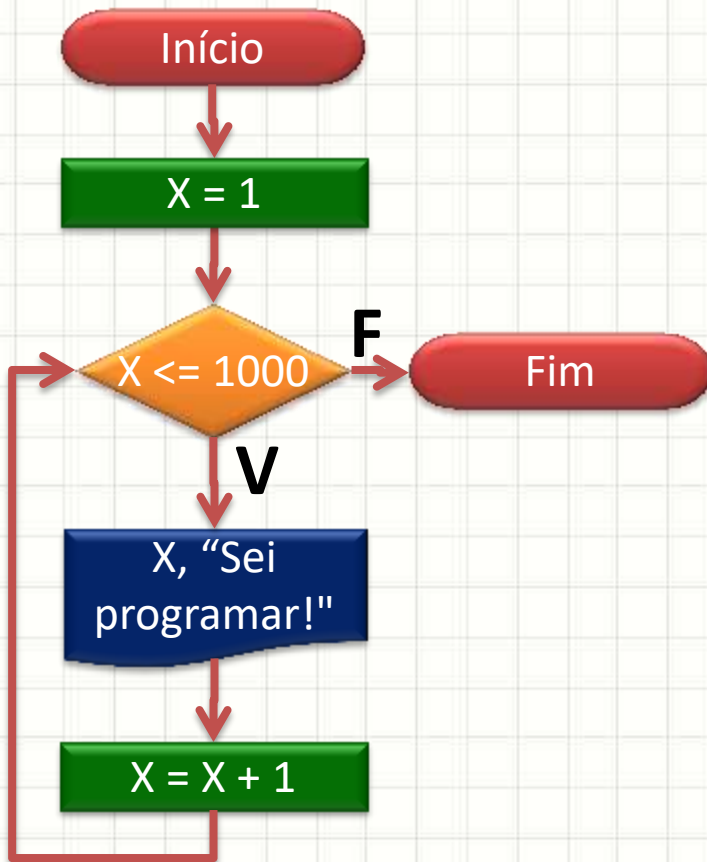 Início
X = 1
X <= 1000
F
Fim
V
X, “Sei
programar!"
X = X + 1